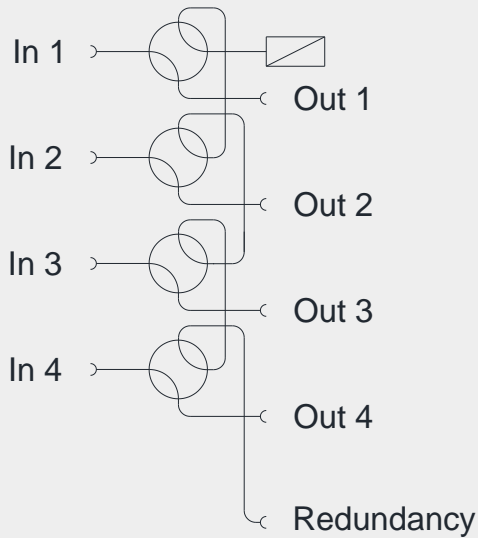 In 1
Out 1
In 2
Out 2
In 3
Out 3
In 4
Out 4
Redundancy